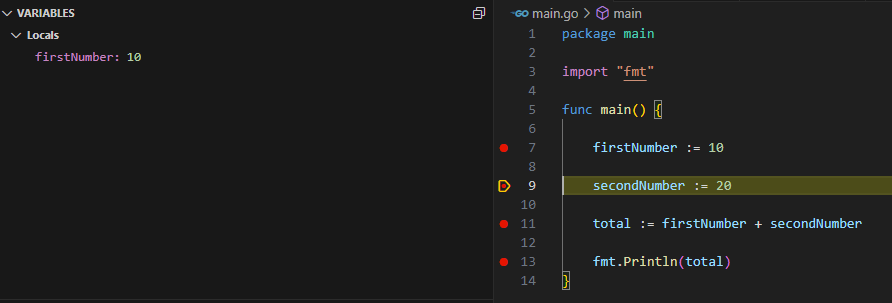 VARIABLES
Locals
firstNumber: 10
GO main.go > main
1 package main
2
3 import "fmt"
4
5 func main() {
6
7 firstNumber := 10
8
9 secondNumber := 20
10
11 total := firstNumber + secondNumber
12
13 fmt.Println(total)
14 }